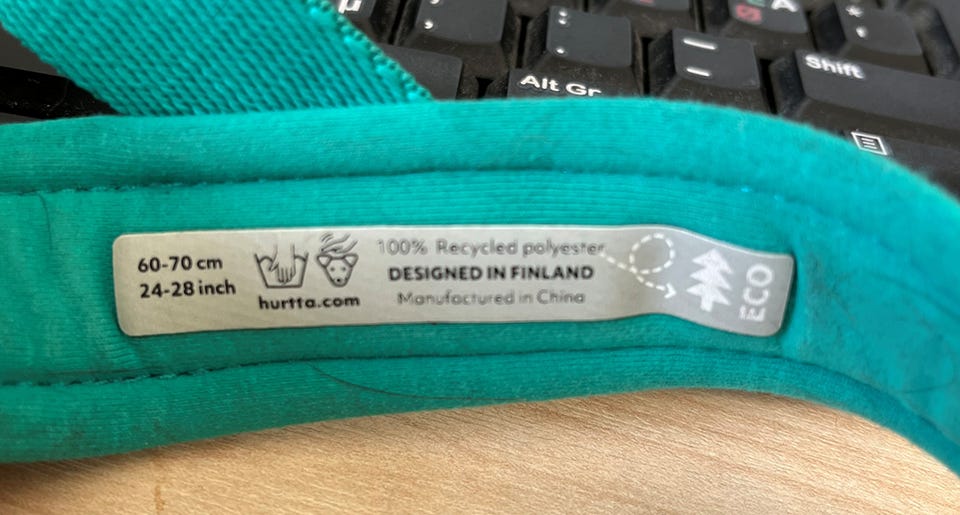 µ
;
,
:
.
–
-
A
*
'
Alt Gr
Shift
60-70 cm
24-28 inch
hurtta.com
100% Recycled polyester
DESIGNED IN FINLAND
Manufactured in China
ECO